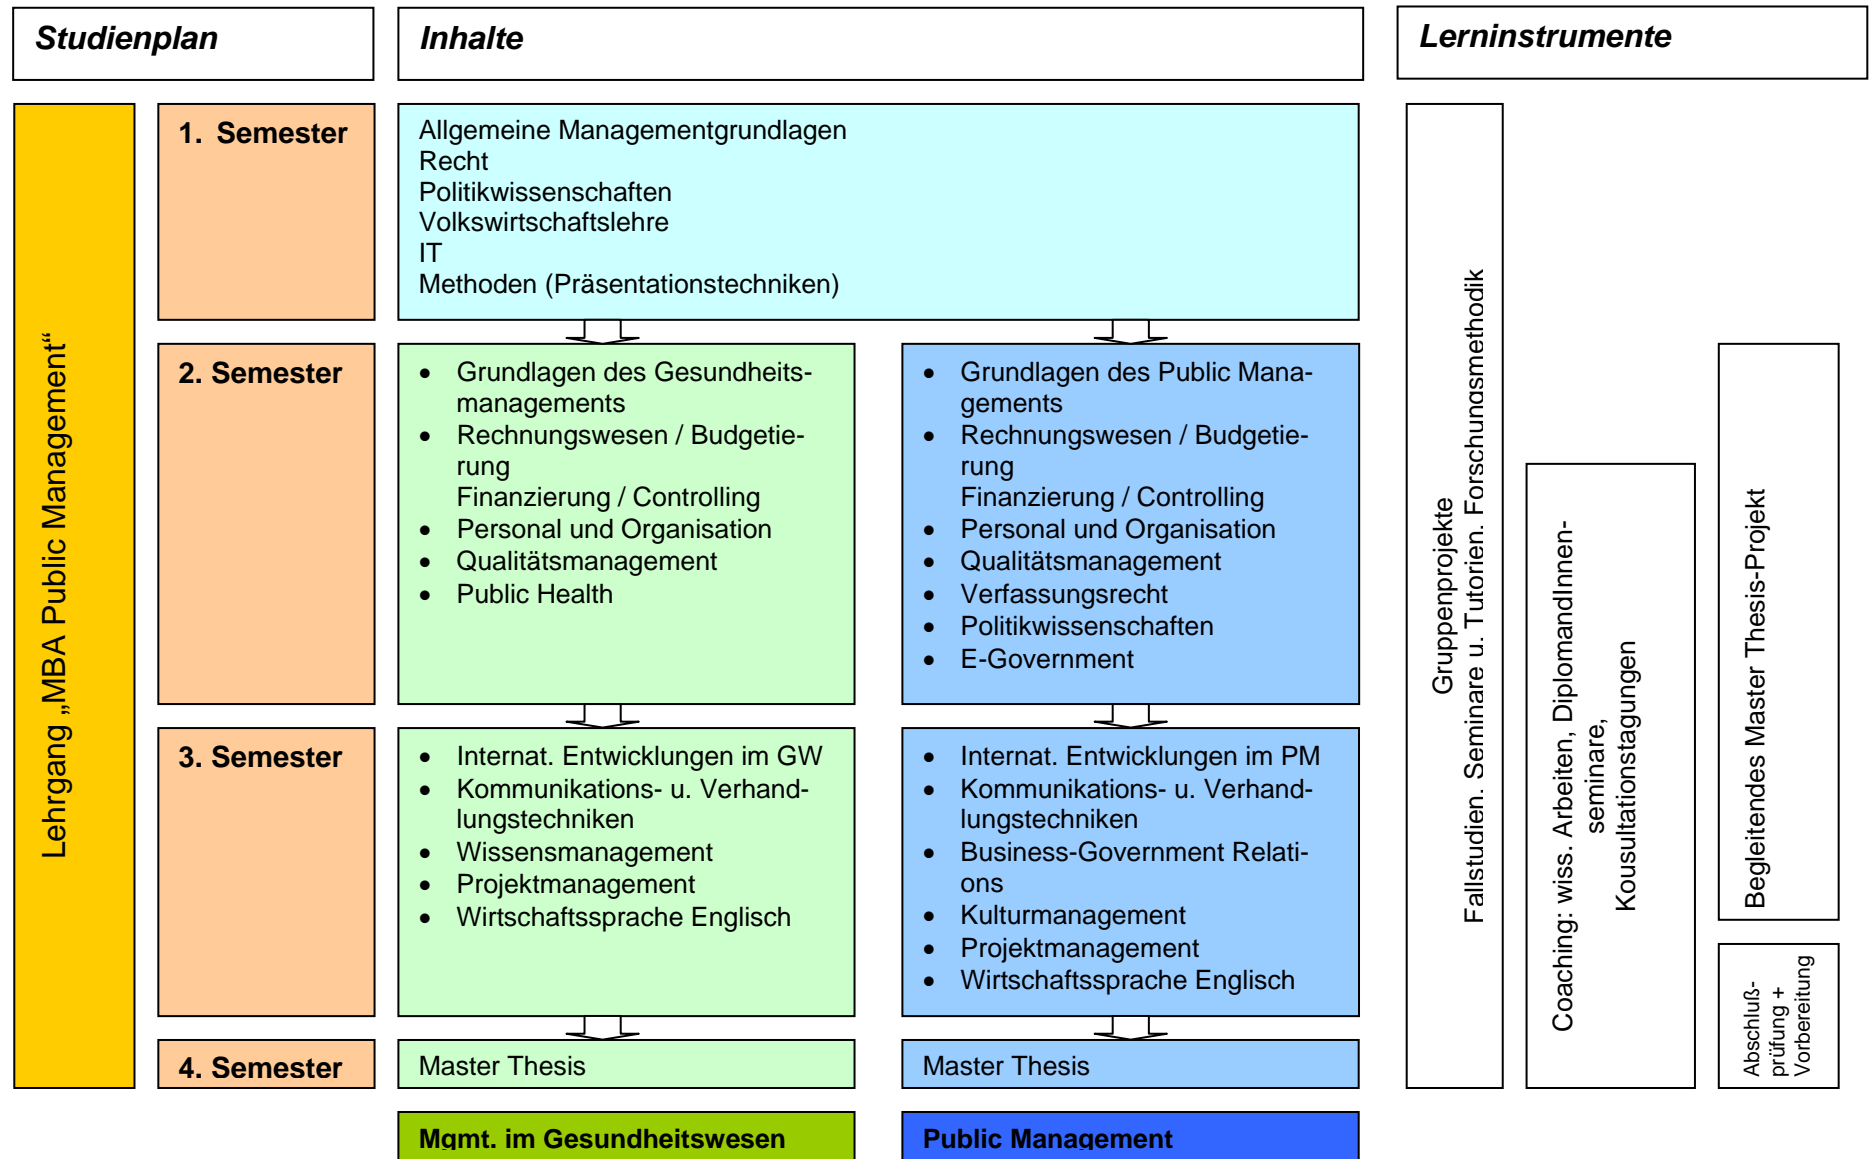 Studienplan
Inhalte
Lerninstrumente
Lehrgang „MBA Public Management“
1. Semester
Allgemeine Managementgrundlagen
Recht
Politikwissenschaften
Volkswirtschaftslehre
IT
Methoden (Präsentationstechniken)
2. Semester
• Grundlagen des Gesundheits-
managements
• Rechnungswesen / Budgetie-
rung
Finanzierung / Controlling
• Personal und Organisation
• Qualitätsmanagement
• Public Health
• Grundlagen des Public Mana-
gements
• Rechnungswesen / Budgetie-
rung
Finanzierung / Controlling
• Personal und Organisation
• Qualitätsmanagement
• Verfassungsrecht
• Politikwissenschaften
• E-Government
3. Semester
• Internat. Entwicklungen im GW
• Kommunikations- u. Verhand-
lungstechniken
• Wissensmanagement
• Projektmanagement
• Wirtschaftssprache Englisch
• Internat. Entwicklungen im PM
• Kommunikations- u. Verhand-
lungstechniken
• Business-Government Relati-
ons
• Kulturmanagement
• Projektmanagement
• Wirtschaftssprache Englisch
4. Semester
Master Thesis
Master Thesis
Mgmt. im Gesundheitswesen
Public Management
Gruppenprojekte
Fallstudien, Seminare u. Tutorien, Forschungsmethodik
Coaching: wiss. Arbeiten, DiplomandInnen-
seminare,
Kousultationstagungen
Begleitendes Master Thesis-Projekt
Abschluß-
prüfung +
Vorbereitung